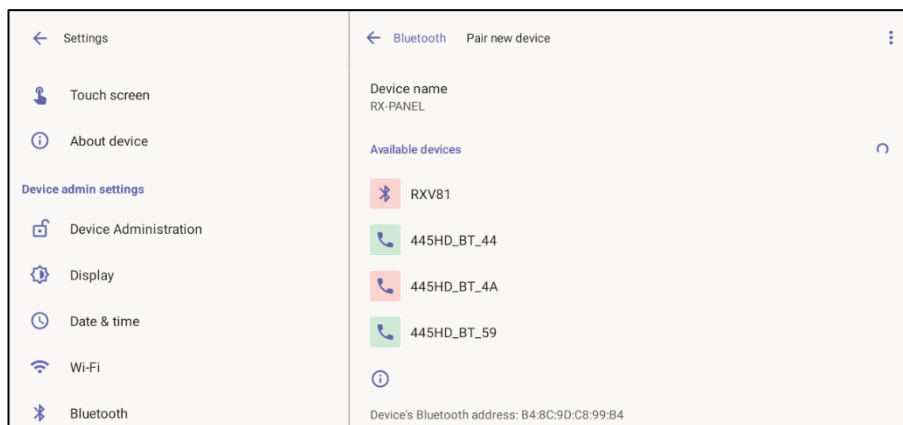 Settings
Touch screen
About device
Device admin settings
Device Administration
Display
Date & time
Wi-Fi
Bluetooth
Bluetooth Pair new device
Device name
RX-PANEL
Available devices
RXV81
445HD_BT_44
445HD_BT_4A
445HD_BT_59
Device's Bluetooth address: B4:8C:9D:C8:99:B4